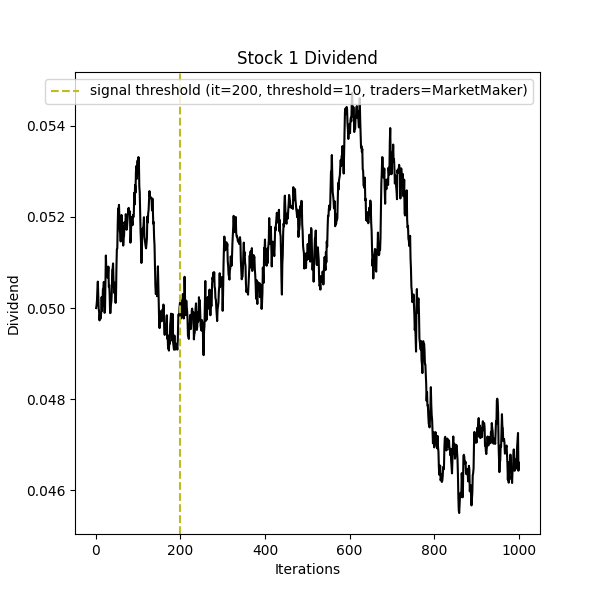 Stock 1 Dividend
signal threshold (it=200, threshold=10, traders=MarketMaker)
0.054
0.052
0.050
0.048
0.046
Dividend
0 200 400 600 800 1000
Iterations